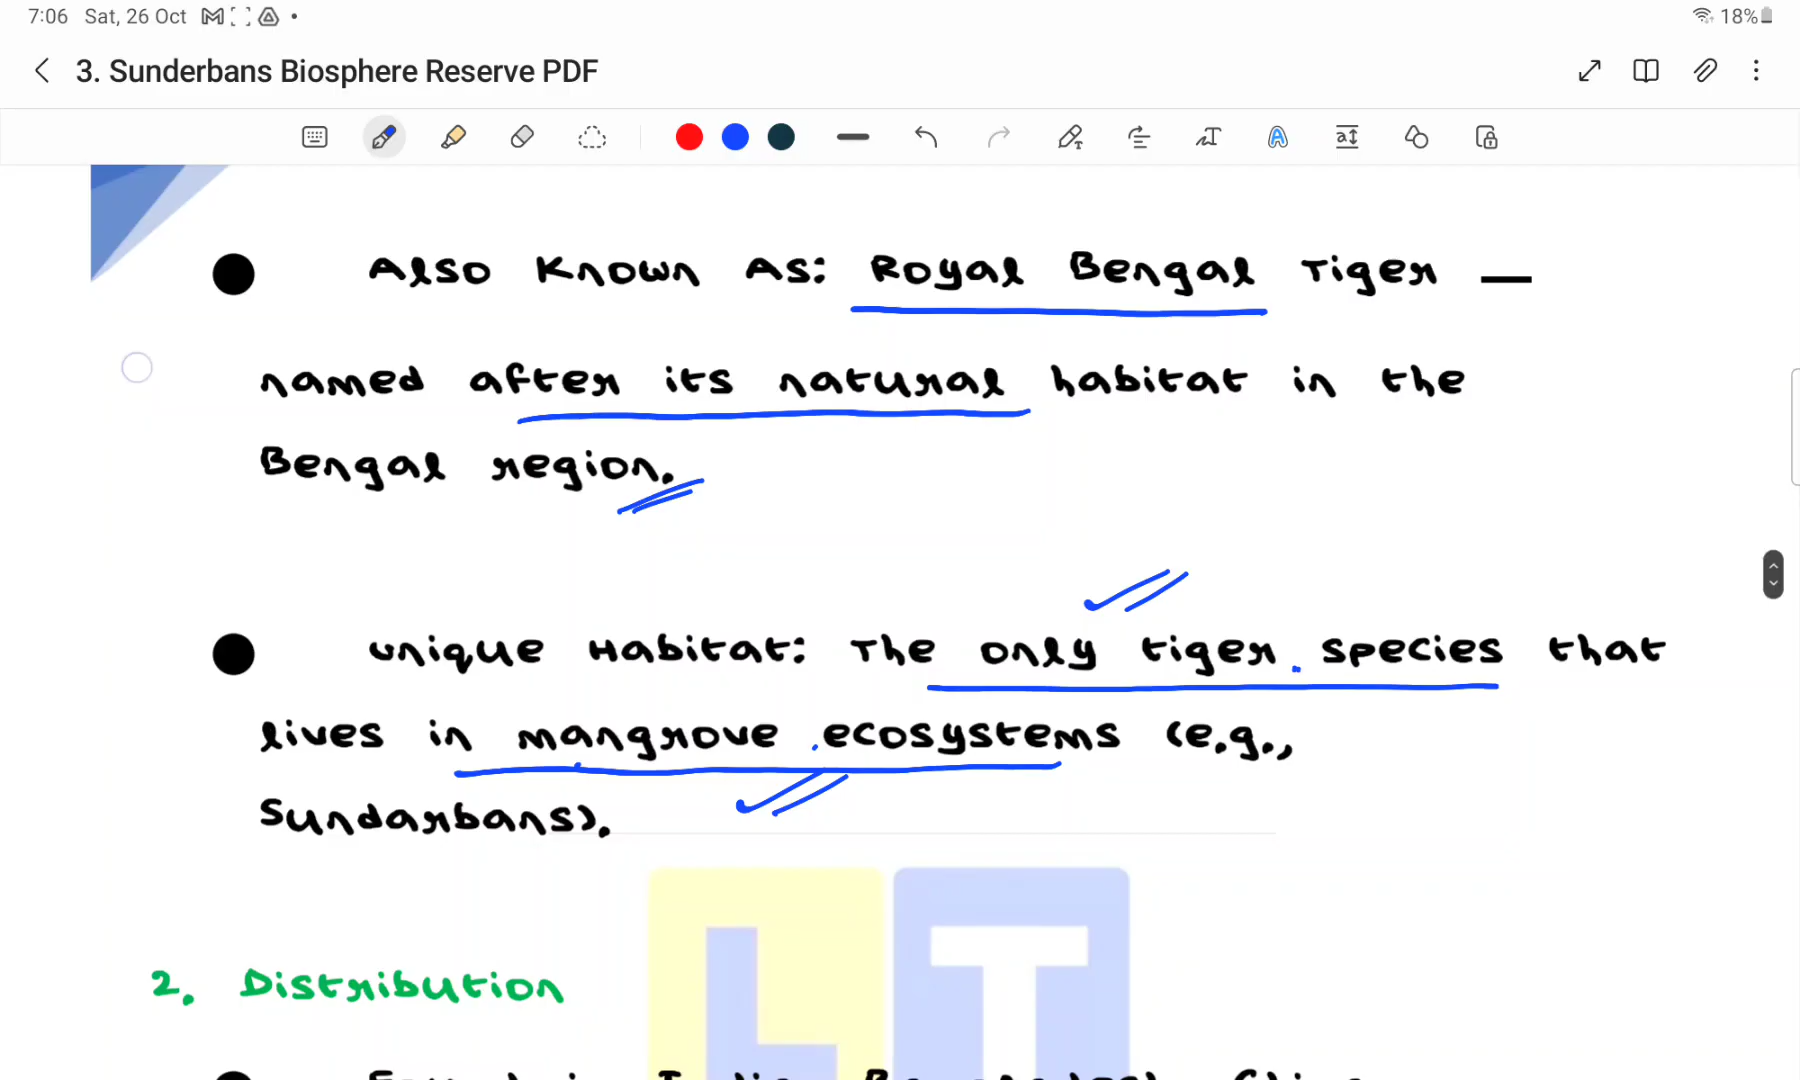 7:06 Sat, 26 Oct
18%
3. Sunderbans Biosphere Reserve PDF
Also Known As: Royal Bengal Tiger —
named after its natural habitat in the
Bengal region.
Unique Habitat: The only tiger species that
lives in mangrove ecosystems (e.g.,
Sundarbans).
LT
2. Distribution